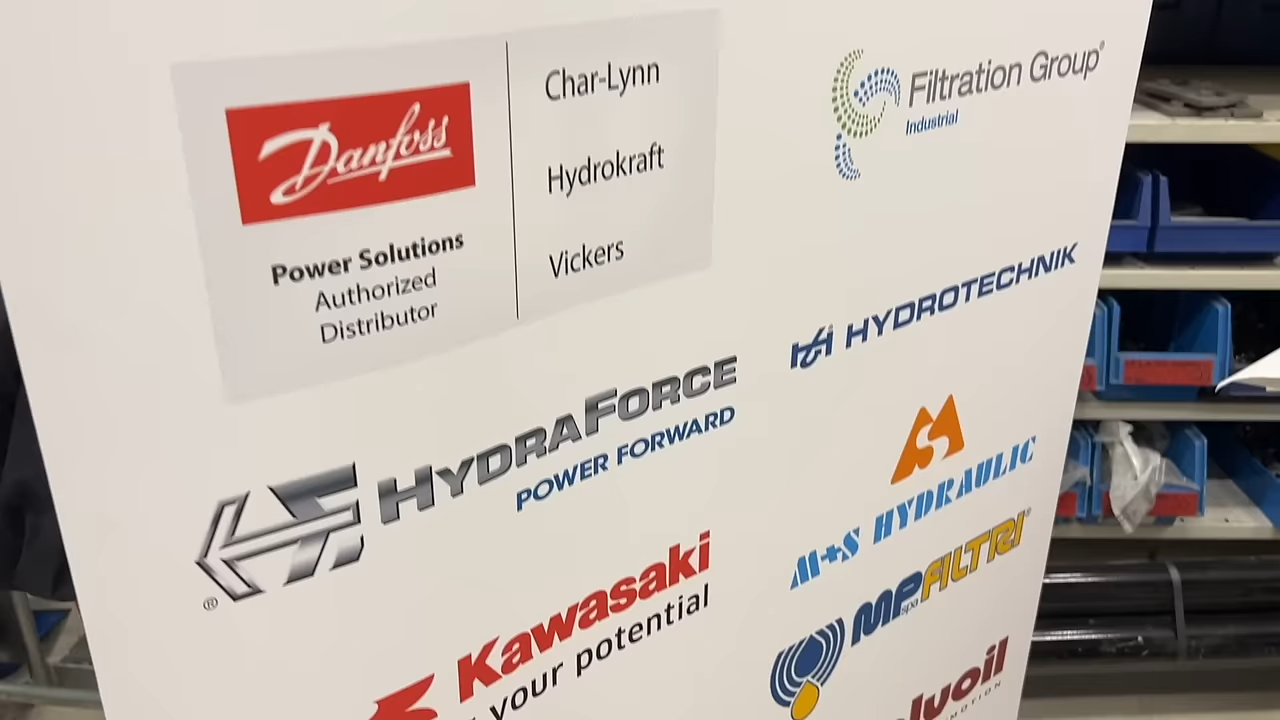 Danfoss
Power Solutions
Authorized
Distributor
Char-Lynn
Hydrokraft
Vickers
Filtration Group®
Industrial
HYDROTECHNIK
HYDRAFORCE
POWER FORWARD
®
M+S HYDRAULIC
Kawasaki
your potential
MPFILTRI®
spa